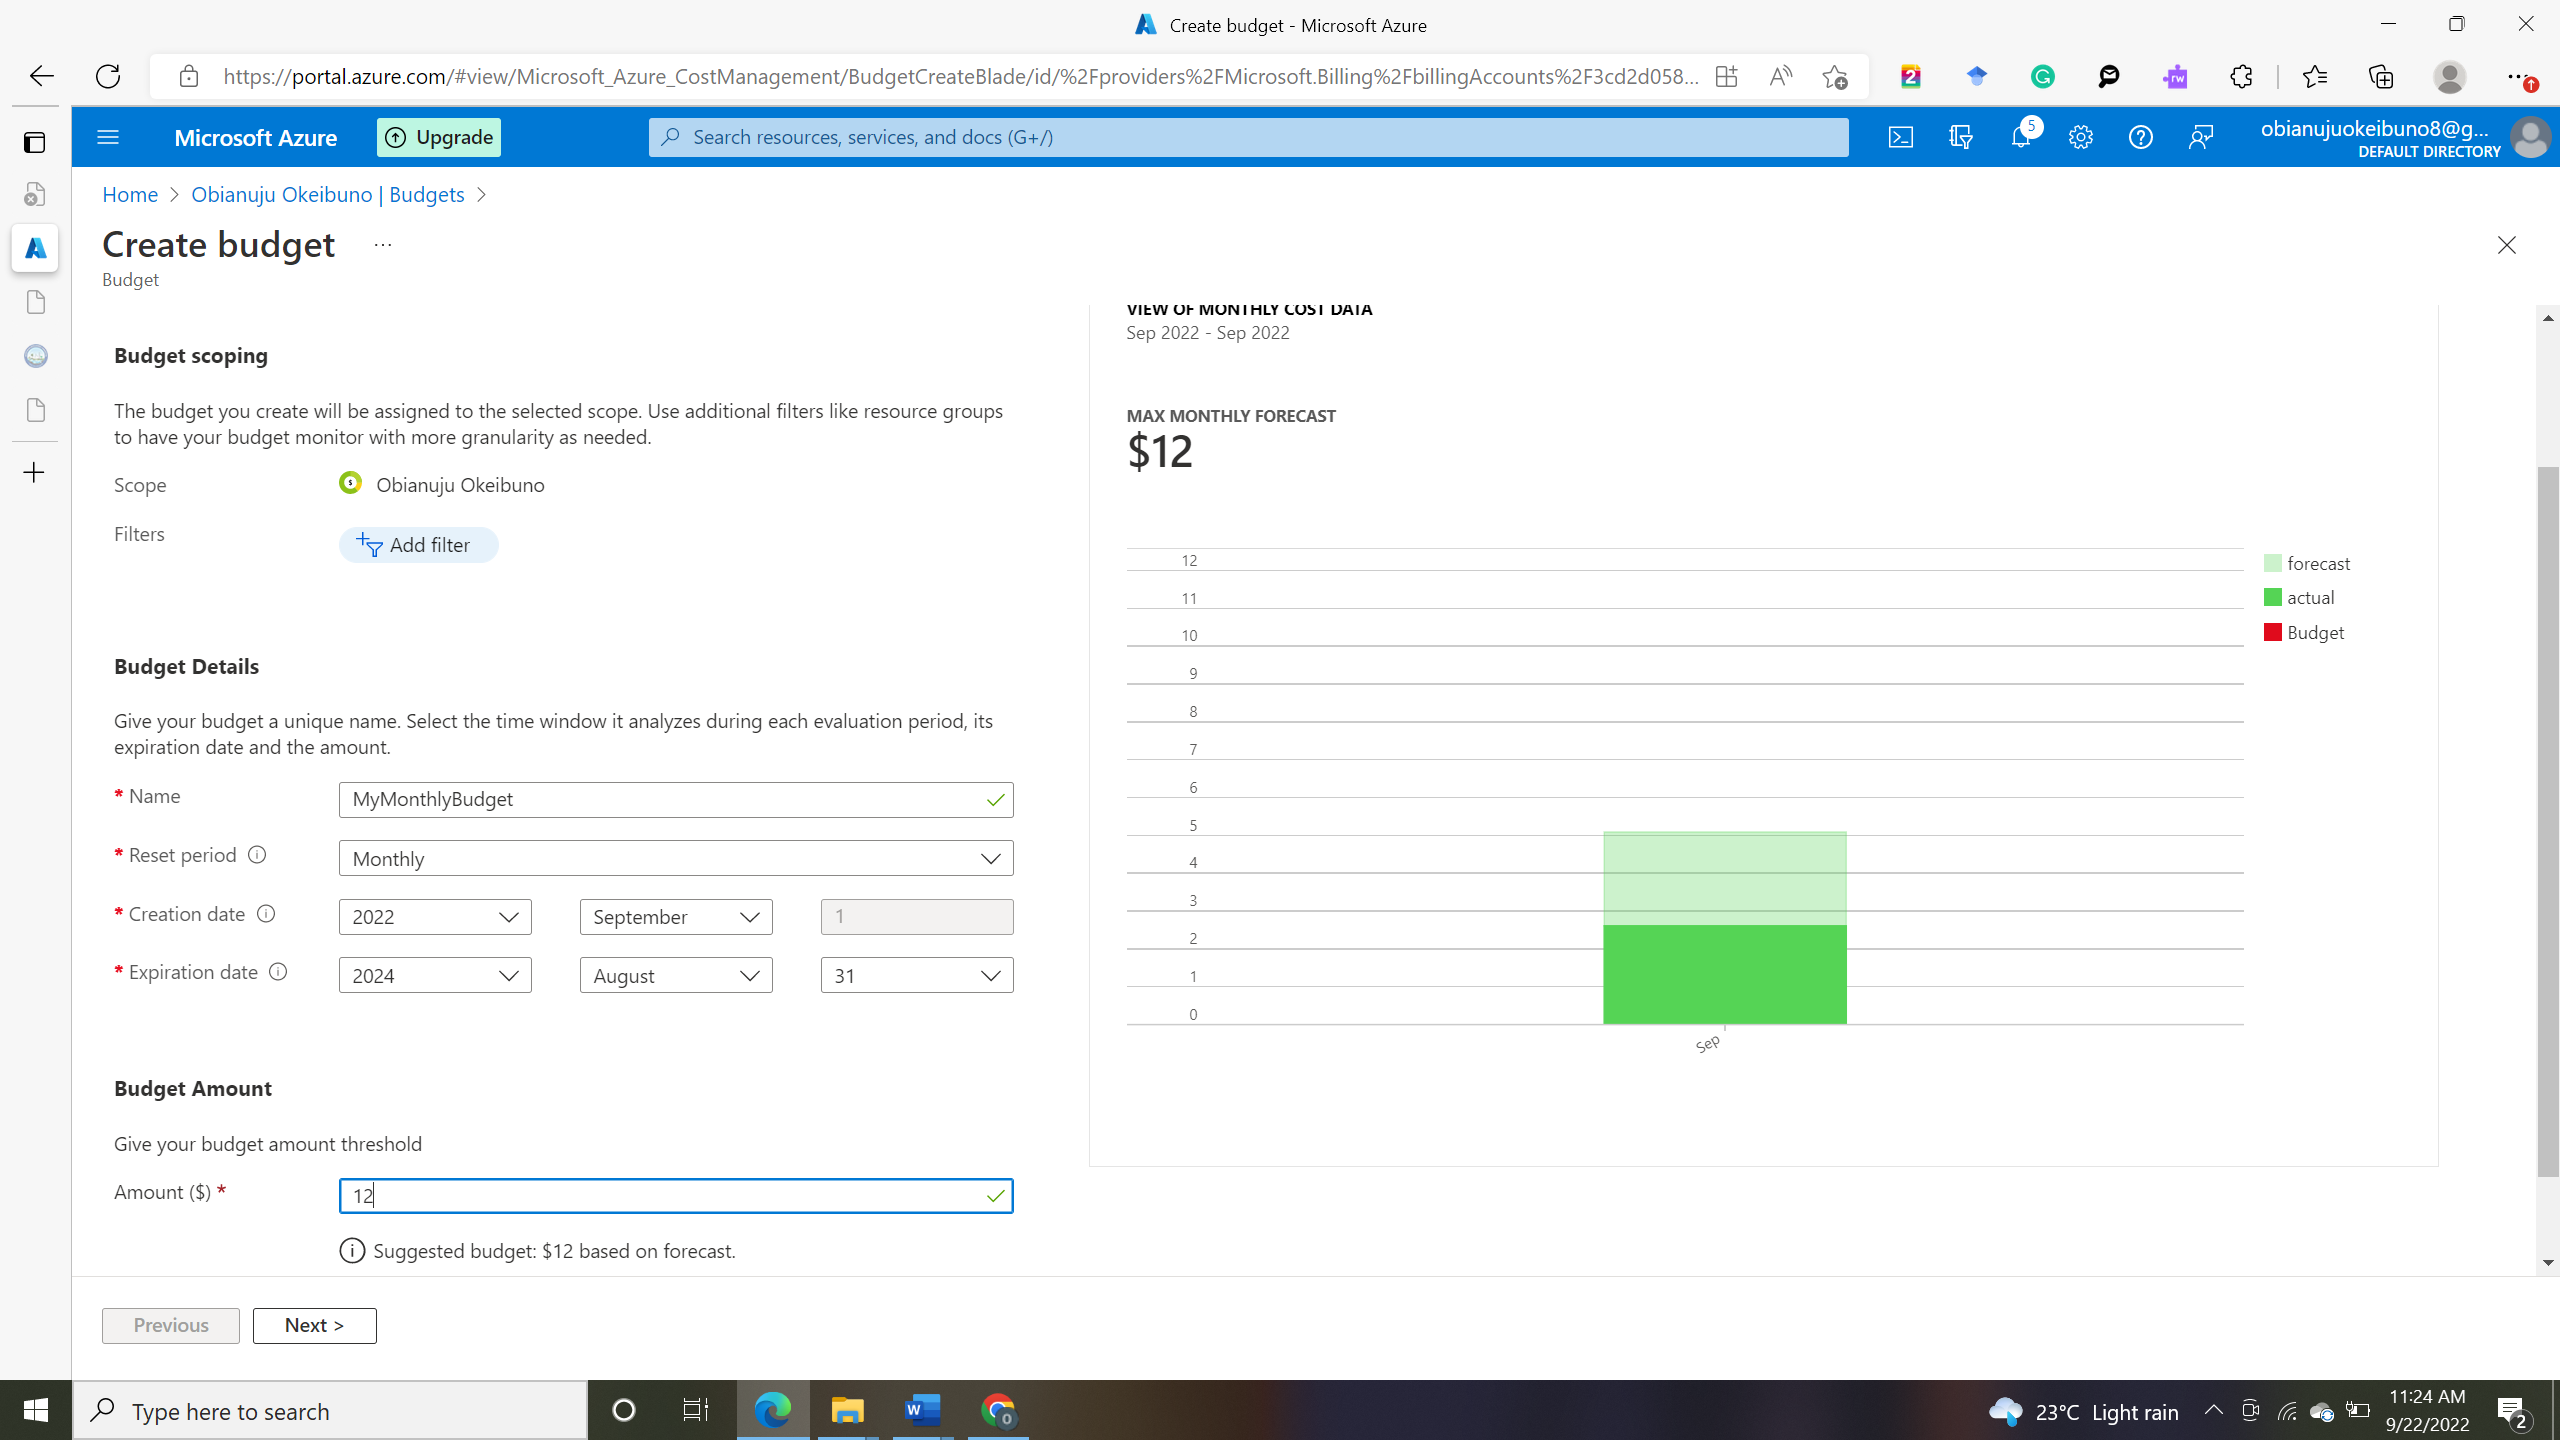 Create budget - Microsoft Azure
https://portal.azure.com/#view/Microsoft_Azure_CostManagement/BudgetCreateBlade/id/%2Fproviders%2FMicrosoft.Billing%2FbillingAccounts%2F3cd2d058...
Microsoft Azure
Upgrade
Search resources, services, and docs (G+/)
5
obianujuokeibuno8@g...
DEFAULT DIRECTORY
Home > Obianuju Okeibuno | Budgets >
Create budget ...
Budget
Budget scoping
The budget you create will be assigned to the selected scope. Use additional filters like resource groups
to have your budget monitor with more granularity as needed.
Scope Obianuju Okeibuno
Filters Add filter
Budget Details
Give your budget a unique name. Select the time window it analyzes during each evaluation period, its
expiration date and the amount.
* Name MyMonthlyBudget
* Reset period Monthly
* Creation date 2022 September 1
* Expiration date 2024 August 31
Budget Amount
Give your budget amount threshold
Amount ($) * 12
Suggested budget: $12 based on forecast.
VIEW OF MONTHLY COST DATA
Sep 2022 - Sep 2022
MAX MONTHLY FORECAST
$12
12
11
10
9
8
7
6
5
4
3
2
1
0
Sep
forecast
actual
Budget
Previous
Next >
Type here to search
23°C Light rain
11:24 AM
9/22/2022
2